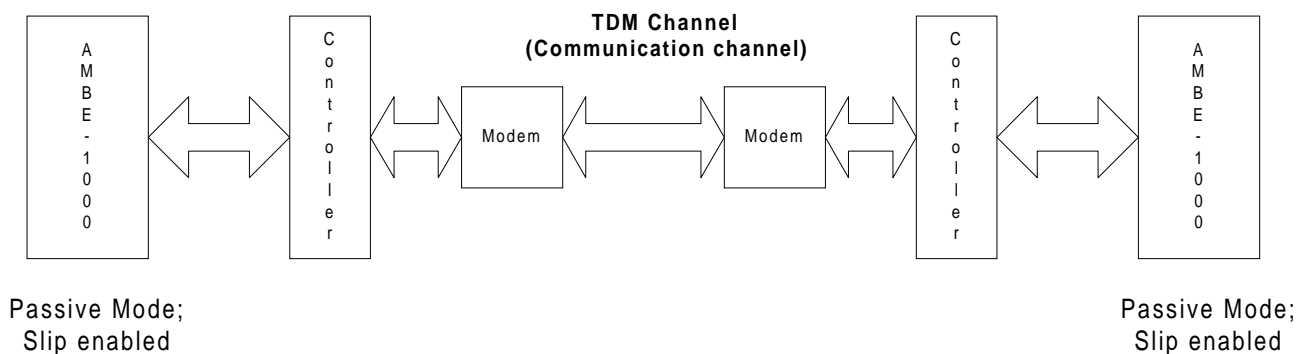 TDM Channel
(Communication channel)
AMBE-1000
Controller
Modem
Modem
Controller
AMBE-1000
Passive Mode;
Slip enabled
Passive Mode;
Slip enabled